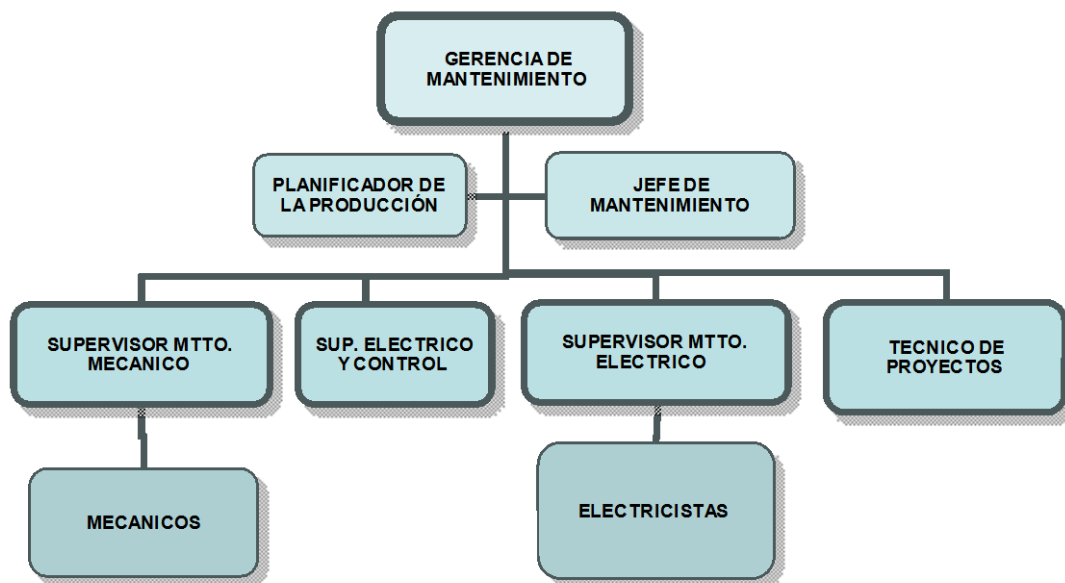 GERENCIA DE
MANTENIMIENTO
PLANIFICADOR DE
LA PRODUCCIÓN
JEFE DE
MANTENIMIENTO
SUPERVISOR MTTO.
MECANICO
SUP. ELECTRICO
Y CONTROL
SUPERVISOR MTTO.
ELECTRICO
TECNICO DE
PROYECTOS
MECANICOS
ELECTRICISTAS